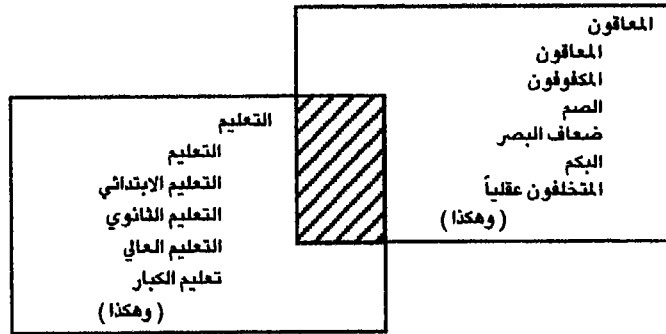 المعاقون
المعاقون
المكفوفون
الصم
ضعاف البصر
البكم
المتخلفون عقلياً
(وهكذا)
التعليم
التعليم
التعليم الابتدائي
التعليم الثانوي
التعليم العالي
تعليم الكبار
(وهكذا)